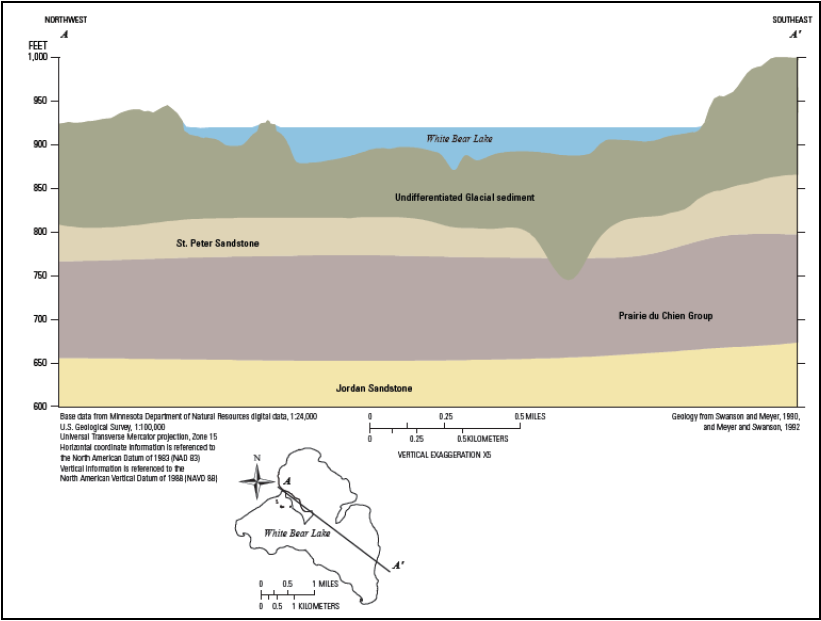 NORTHWEST
A
SOUTHEAST
A'
FEET
1,000
950
900
850
800
750
700
650
600
White Bear Lake
Undifferentiated Glacial sediment
St. Peter Sandstone
Prairie du Chien Group
Jordan Sandstone
Base data from Minnesota Department of Natural Resources digital data, 1:24,000
U.S. Geological Survey, 1:100,000
Universal Transverse Mercator projection, Zone 15
Horizontal coordinate information is referenced to
the North American Datum of 1983 (NAD 83)
Vertical information is referenced to the
North American Vertical Datum of 1988 (NAVD 88)
0 0.25 0.5 MILES
0 0.25 0.5 KILOMETERS
VERTICAL EXAGGERATION X5
Geology from Swanson and Meyer, 1990,
and Meyer and Swanson, 1992
N
A
White Bear Lake
A'
0 0.5 1 MILES
0 0.5 1 KILOMETERS